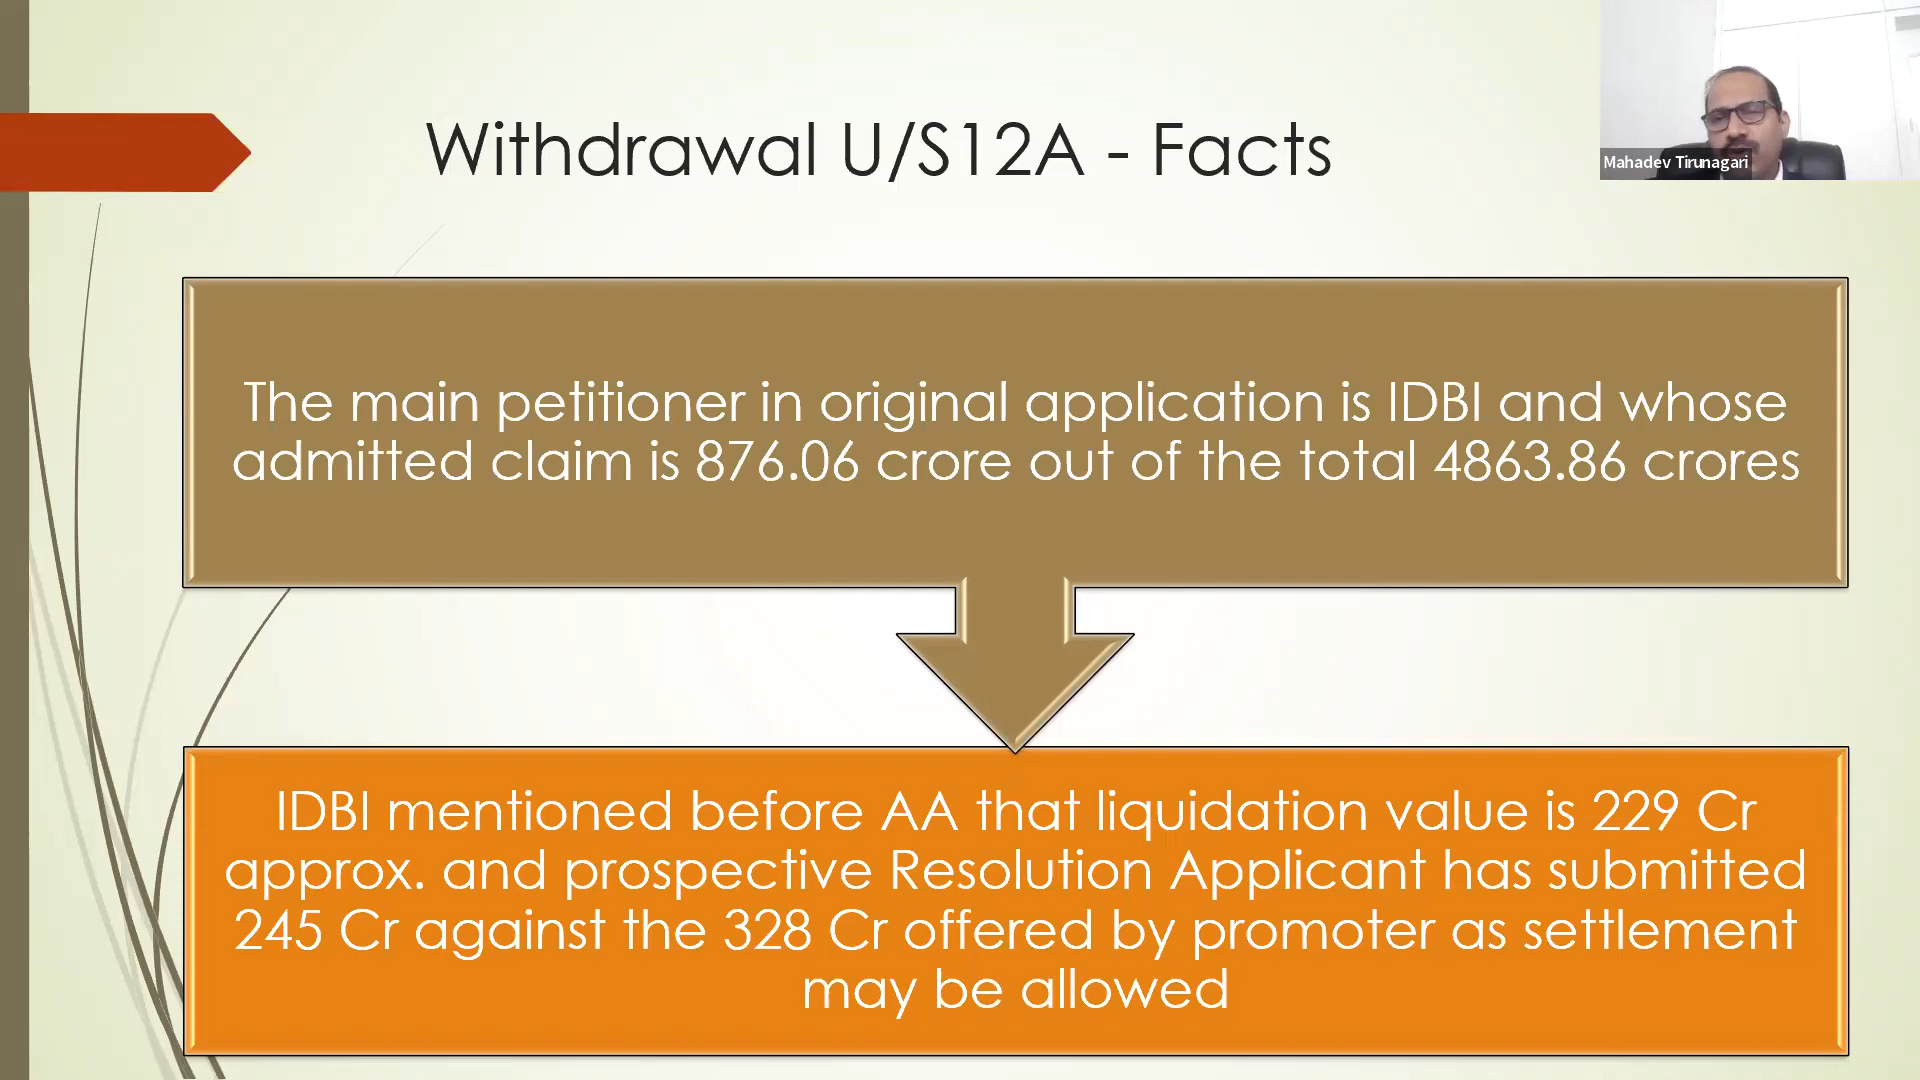 Withdrawal U/S12A - Facts
Mahadev Tirunagari
The main petitioner in original application is IDBI and whose
admitted claim is 876.06 crore out of the total 4863.86 crores
IDBI mentioned before AA that liquidation value is 229 Cr
approx. and prospective Resolution Applicant has submitted
245 Cr against the 328 Cr offered by promoter as settlement
may be allowed